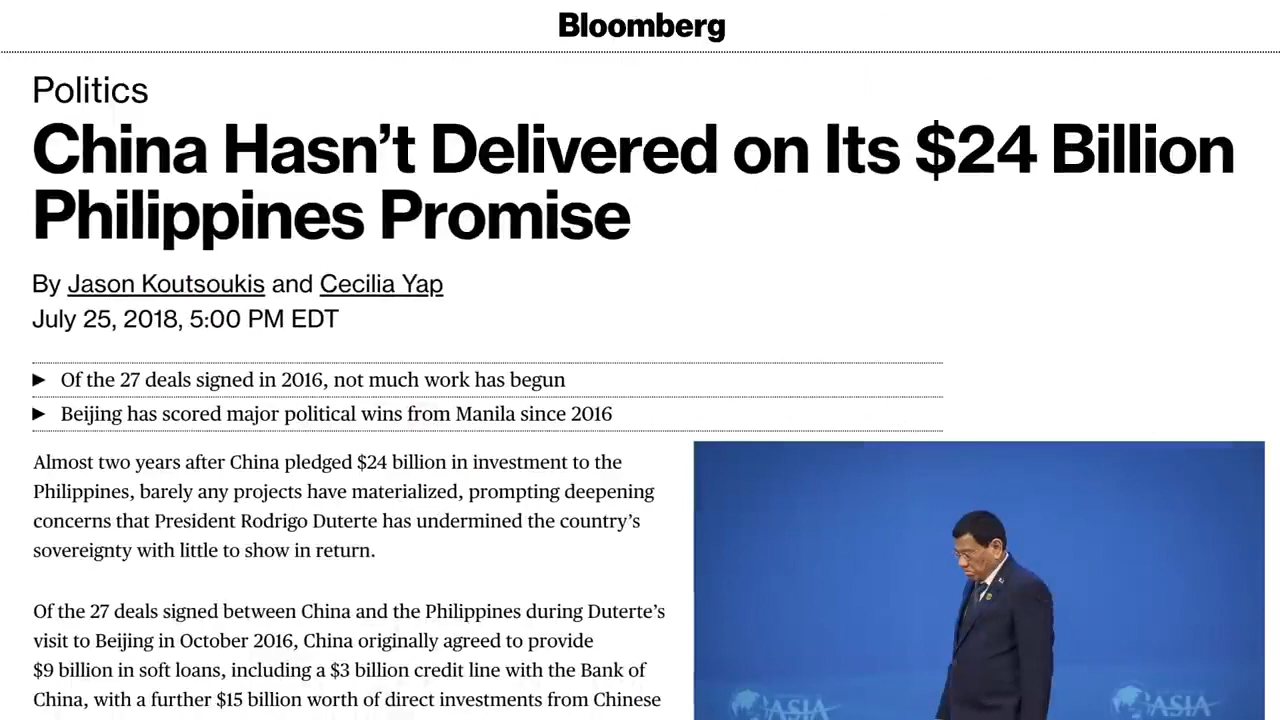 Bloomberg
Politics
China Hasn’t Delivered on Its $24 Billion
Philippines Promise
By Jason Koutsoukis and Cecilia Yap
July 25, 2018, 5:00 PM EDT
► Of the 27 deals signed in 2016, not much work has begun
► Beijing has scored major political wins from Manila since 2016
Almost two years after China pledged $24 billion in investment to the
Philippines, barely any projects have materialized, prompting deepening
concerns that President Rodrigo Duterte has undermined the country’s
sovereignty with little to show in return.
Of the 27 deals signed between China and the Philippines during Duterte’s
visit to Beijing in October 2016, China originally agreed to provide
$9 billion in soft loans, including a $3 billion credit line with the Bank of
China, with a further $15 billion worth of direct investments from Chinese
ASIA
ASIA